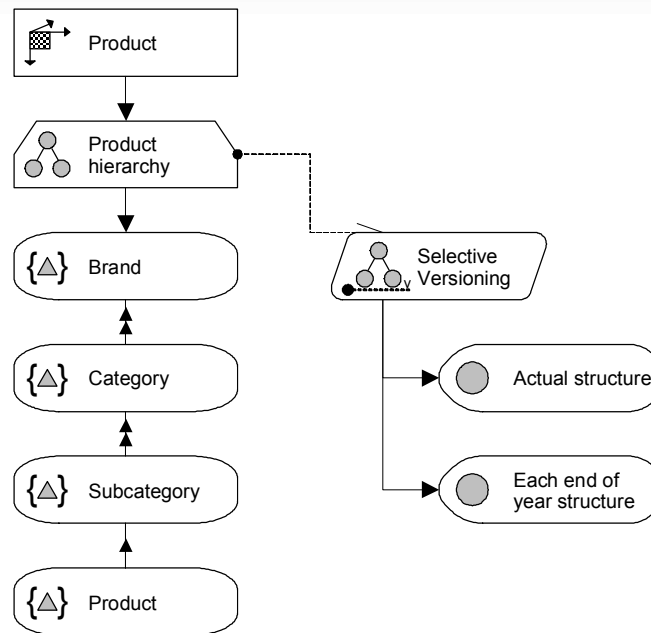 Product
Product
hierarchy
Brand
Category
Subcategory
Product
Selective
Versioning
v
Actual structure
Each end of
year structure